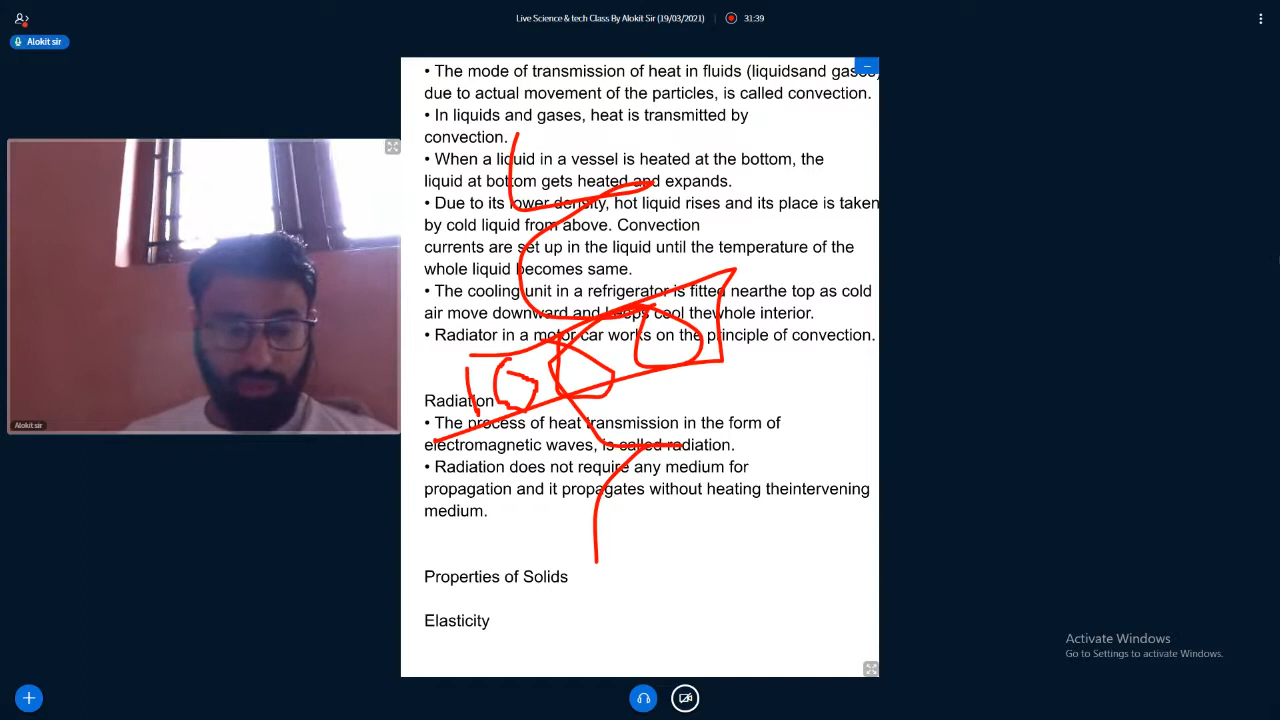 Live Science & tech Class By Alokit Sir (19/03/2021)
31:39
Alokit sir
• The mode of transmission of heat in fluids (liquidsand gases)
due to actual movement of the particles, is called convection.
• In liquids and gases, heat is transmitted by
convection.
• When a liquid in a vessel is heated at the bottom, the
liquid at bottom gets heated and expands.
• Due to its lower density, hot liquid rises and its place is taken
by cold liquid from above. Convection
currents are set up in the liquid until the temperature of the
whole liquid becomes same.
• The cooling unit in a refrigerator is fitted nearthe top as cold
air move downward and keeps cool thewhole interior.
• Radiator in a motor car works on the principle of convection.
Radiation
• The process of heat transmission in the form of
electromagnetic waves, is called radiation.
• Radiation does not require any medium for
propagation and it propagates without heating theintervening
medium.
Properties of Solids
Elasticity
Alokit sir
Activate Windows
Go to Settings to activate Windows.